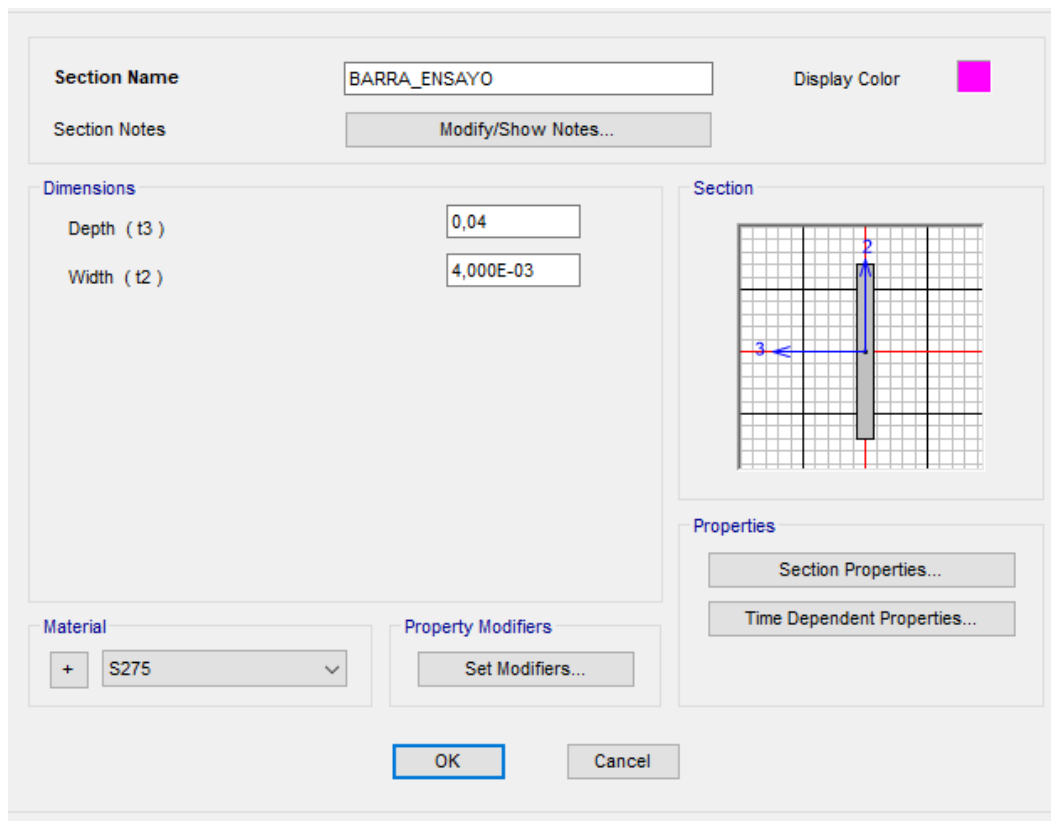 Section Name BARRA_ENSAYO Display Color
Section Notes Modify/Show Notes...
Dimensions
Depth ( t3 ) 0,04
Width ( t2 ) 4,000E-03
Section
2
3
Properties
Section Properties...
Time Dependent Properties...
Material
+ S275
Property Modifiers
Set Modifiers...
OK Cancel